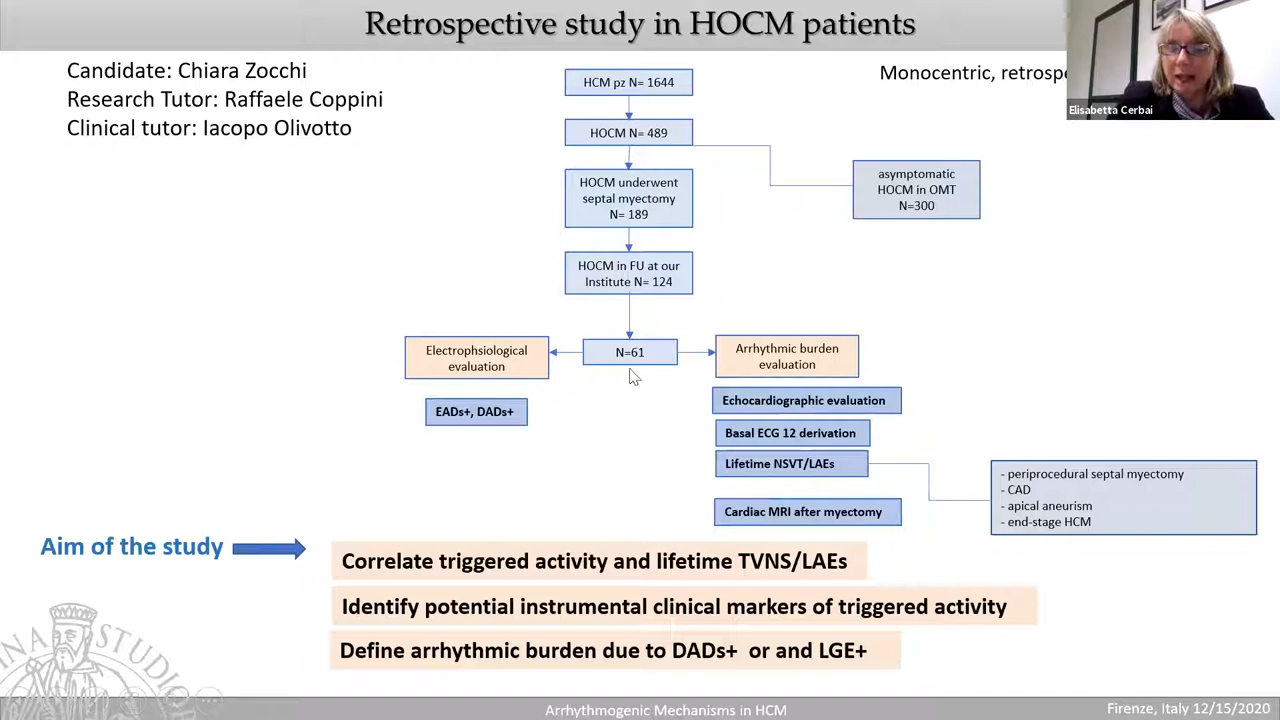 Retrospective study in HOCM patients
Candidate: Chiara Zocchi
Research Tutor: Raffaele Coppini
Clinical tutor: Iacopo Olivotto
Monocentric, retrospe
Elisabetta Cerbai
HCM pz N= 1644
HOCM N= 489
asymptomatic
HOCM in OMT
N=300
HOCM underwent
septal myectomy
N= 189
HOCM in FU at our
Institute N= 124
Electrophsiological
evaluation
N=61
Arrhythmic burden
evaluation
EADs+, DADs+
Echocardiographic evaluation
Basal ECG 12 derivation
Lifetime NSVT/LAEs
Cardiac MRI after myectomy
- periprocedural septal myectomy
- CAD
- apical aneurism
- end-stage HCM
Aim of the study
Correlate triggered activity and lifetime TVNS/LAEs
Identify potential instrumental clinical markers of triggered activity
Define arrhythmic burden due to DADs+ or and LGE+
Arrhythmogenic Mechanisms in HCM
Firenze, Italy 12/15/2020